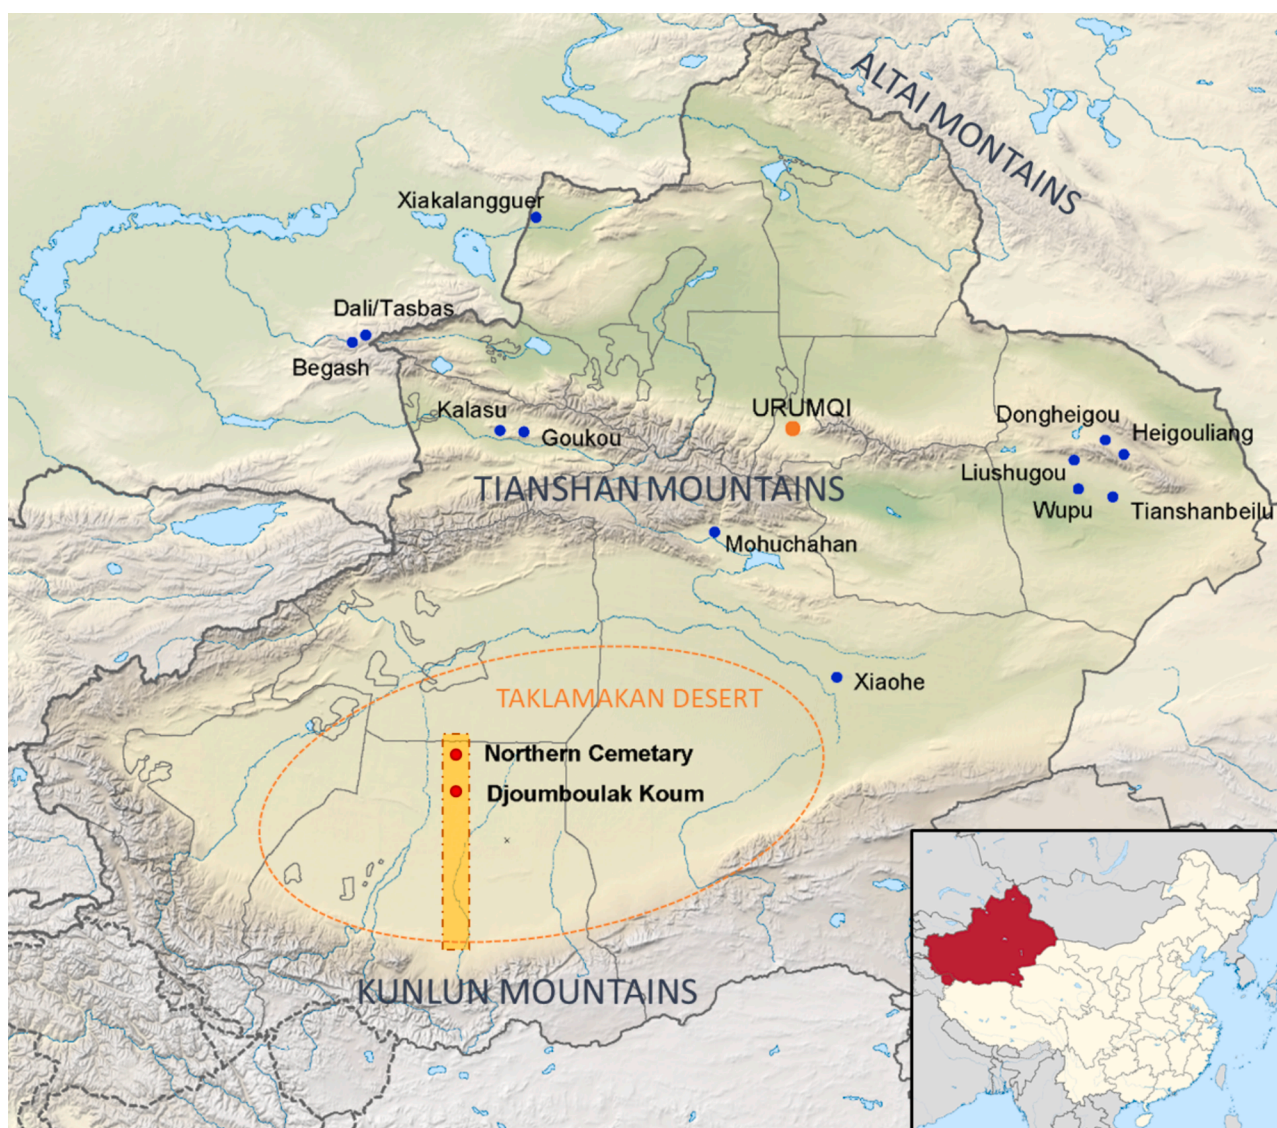 ALTAI MONTAINS
Xiakalangguer
Dali/Tasbas
Begash
Kalasu
Goukou
URUMQI
Dongheigou
Heigouliang
Liushugou
Wupu
Tianshanbeilu
TIANSHAN MOUNTAINS
Mohuchahan
Xiaohe
TAKLAMAKAN DESERT
Northern Cemetary
Djoumboulak Koum
KUNLUN MOUNTAINS